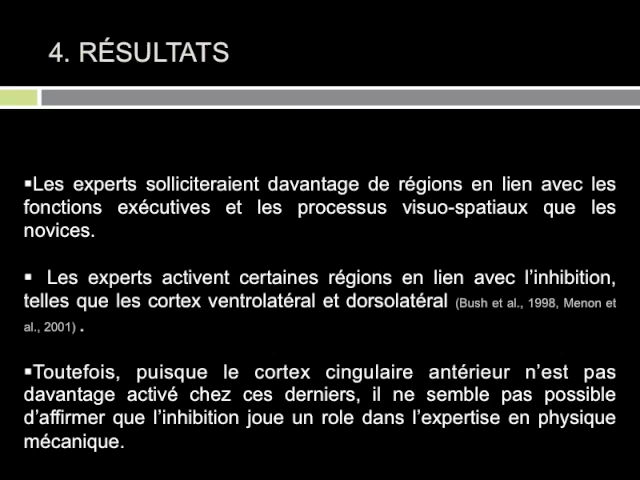 4. RÉSULTATS
▪Les experts solliciteraient davantage de régions en lien avec les
fonctions exécutives et les processus visuo-spatiaux que les
novices.
▪ Les experts activent certaines régions en lien avec l’inhibition,
telles que les cortex ventrolatéral et dorsolatéral (Bush et al., 1998, Menon et
al., 2001) .
▪Toutefois, puisque le cortex cingulaire antérieur n’est pas
davantage activé chez ces derniers, il ne semble pas possible
d’affirmer que l’inhibition joue un role dans l’expertise en physique
mécanique.